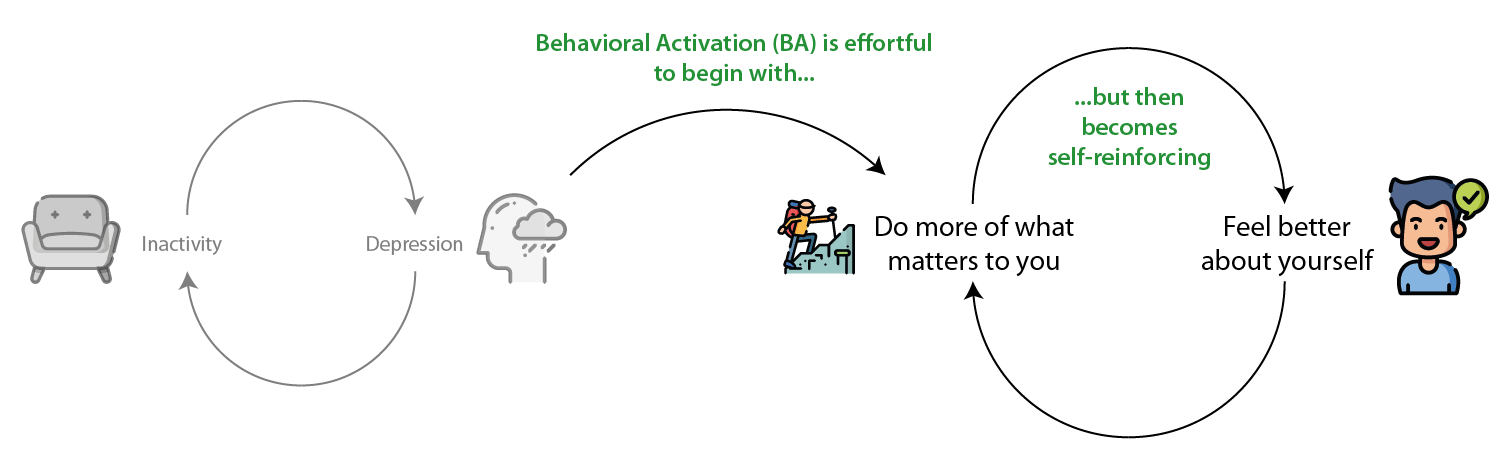 Behavioral Activation (BA) is effortful
to begin with...
...but then
becomes
self-reinforcing
Inactivity
Depression
Do more of what
matters to you
Feel better
about yourself